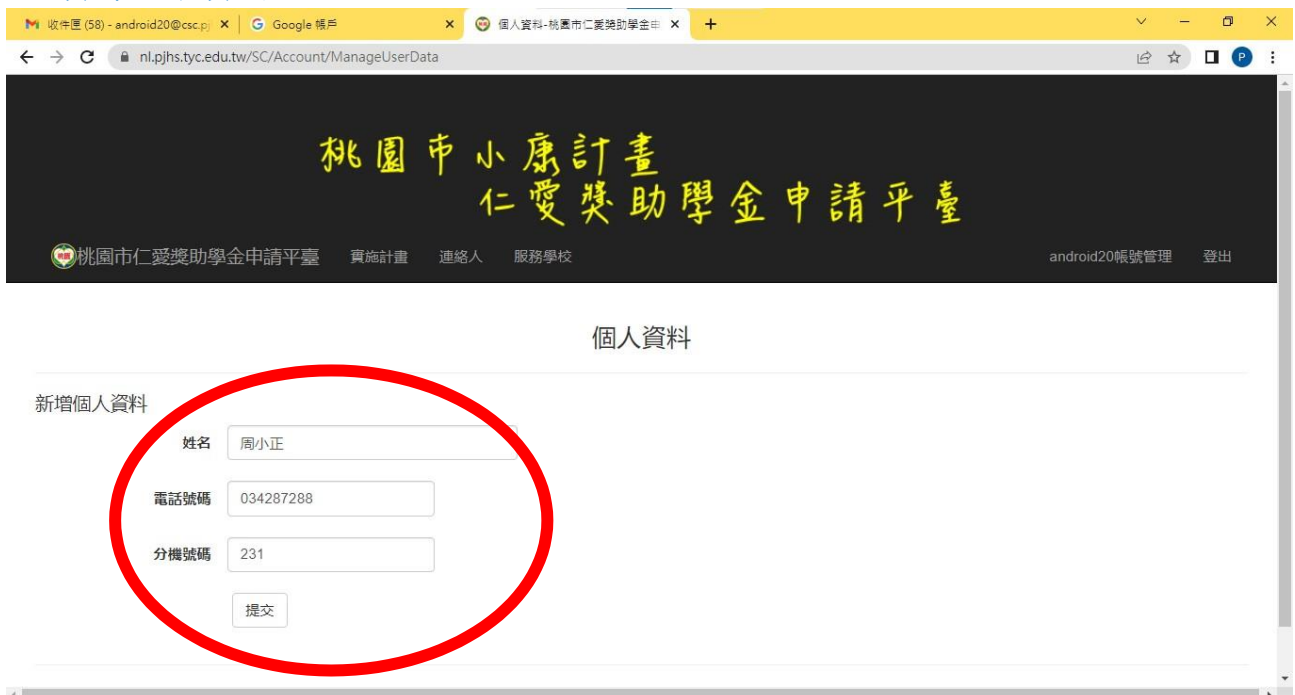 收件匣 (58) - android20@csc.pj
Google 帳戶
個人資料-桃園市仁愛獎助學金申
nl.pjhs.tyc.edu.tw/SC/Account/ManageUserData
P
桃園市小康計畫
仁愛獎助學金申請平臺
桃園市仁愛獎助學金申請平臺 實施計畫 連絡人 服務學校 android20帳號管理 登出
個人資料
新增個人資料
姓名 周小正
電話號碼 034287288
分機號碼 231
提交